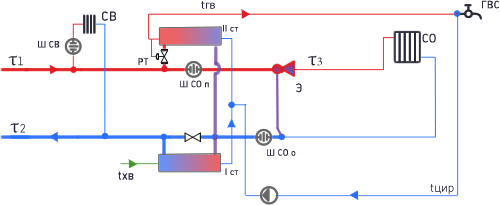 tгв
ГВС
СВ
II ст
СО
Ш СВ
τ1
РТ
Ш СО п
τ3
Э
τ2
Ш СО о
tхв
I ст
tцир